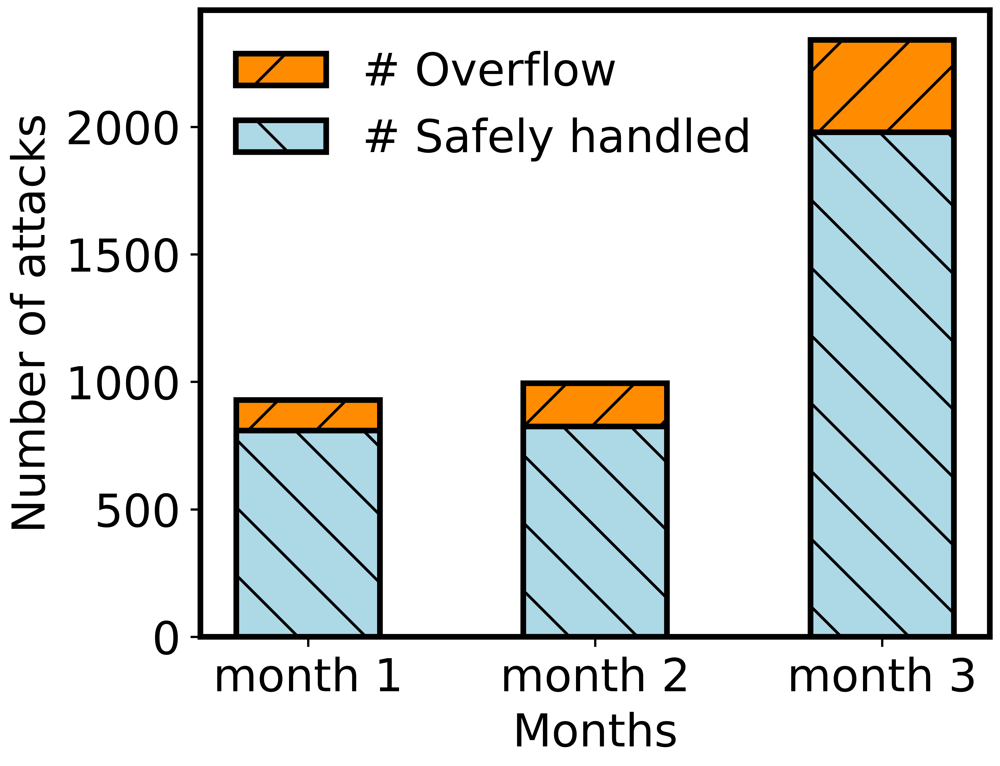 # Overflow
# Safely handled
Number of attacks
2000
1500
1000
500
0
month 1
month 2
month 3
Months